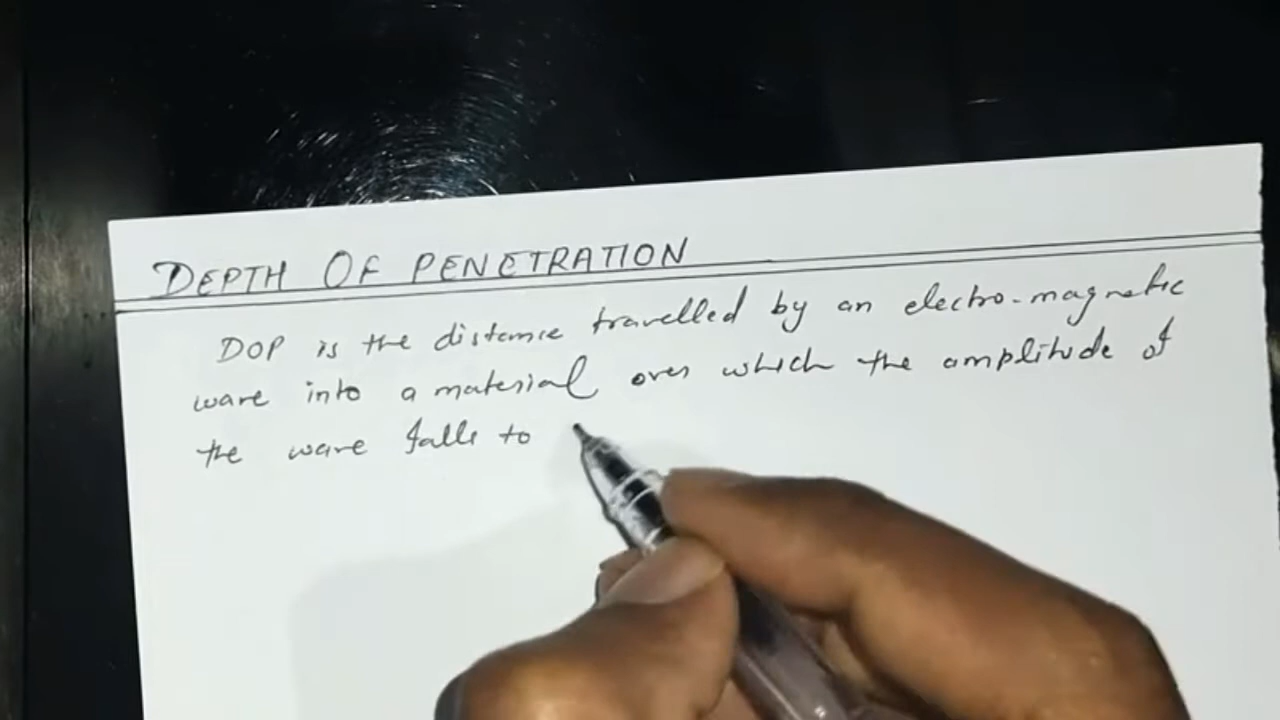 DEPTH OF PENETRATION
DOP is the distance travelled by an electro-magnetic
wave into a material over which the amplitude of
the wave falls to